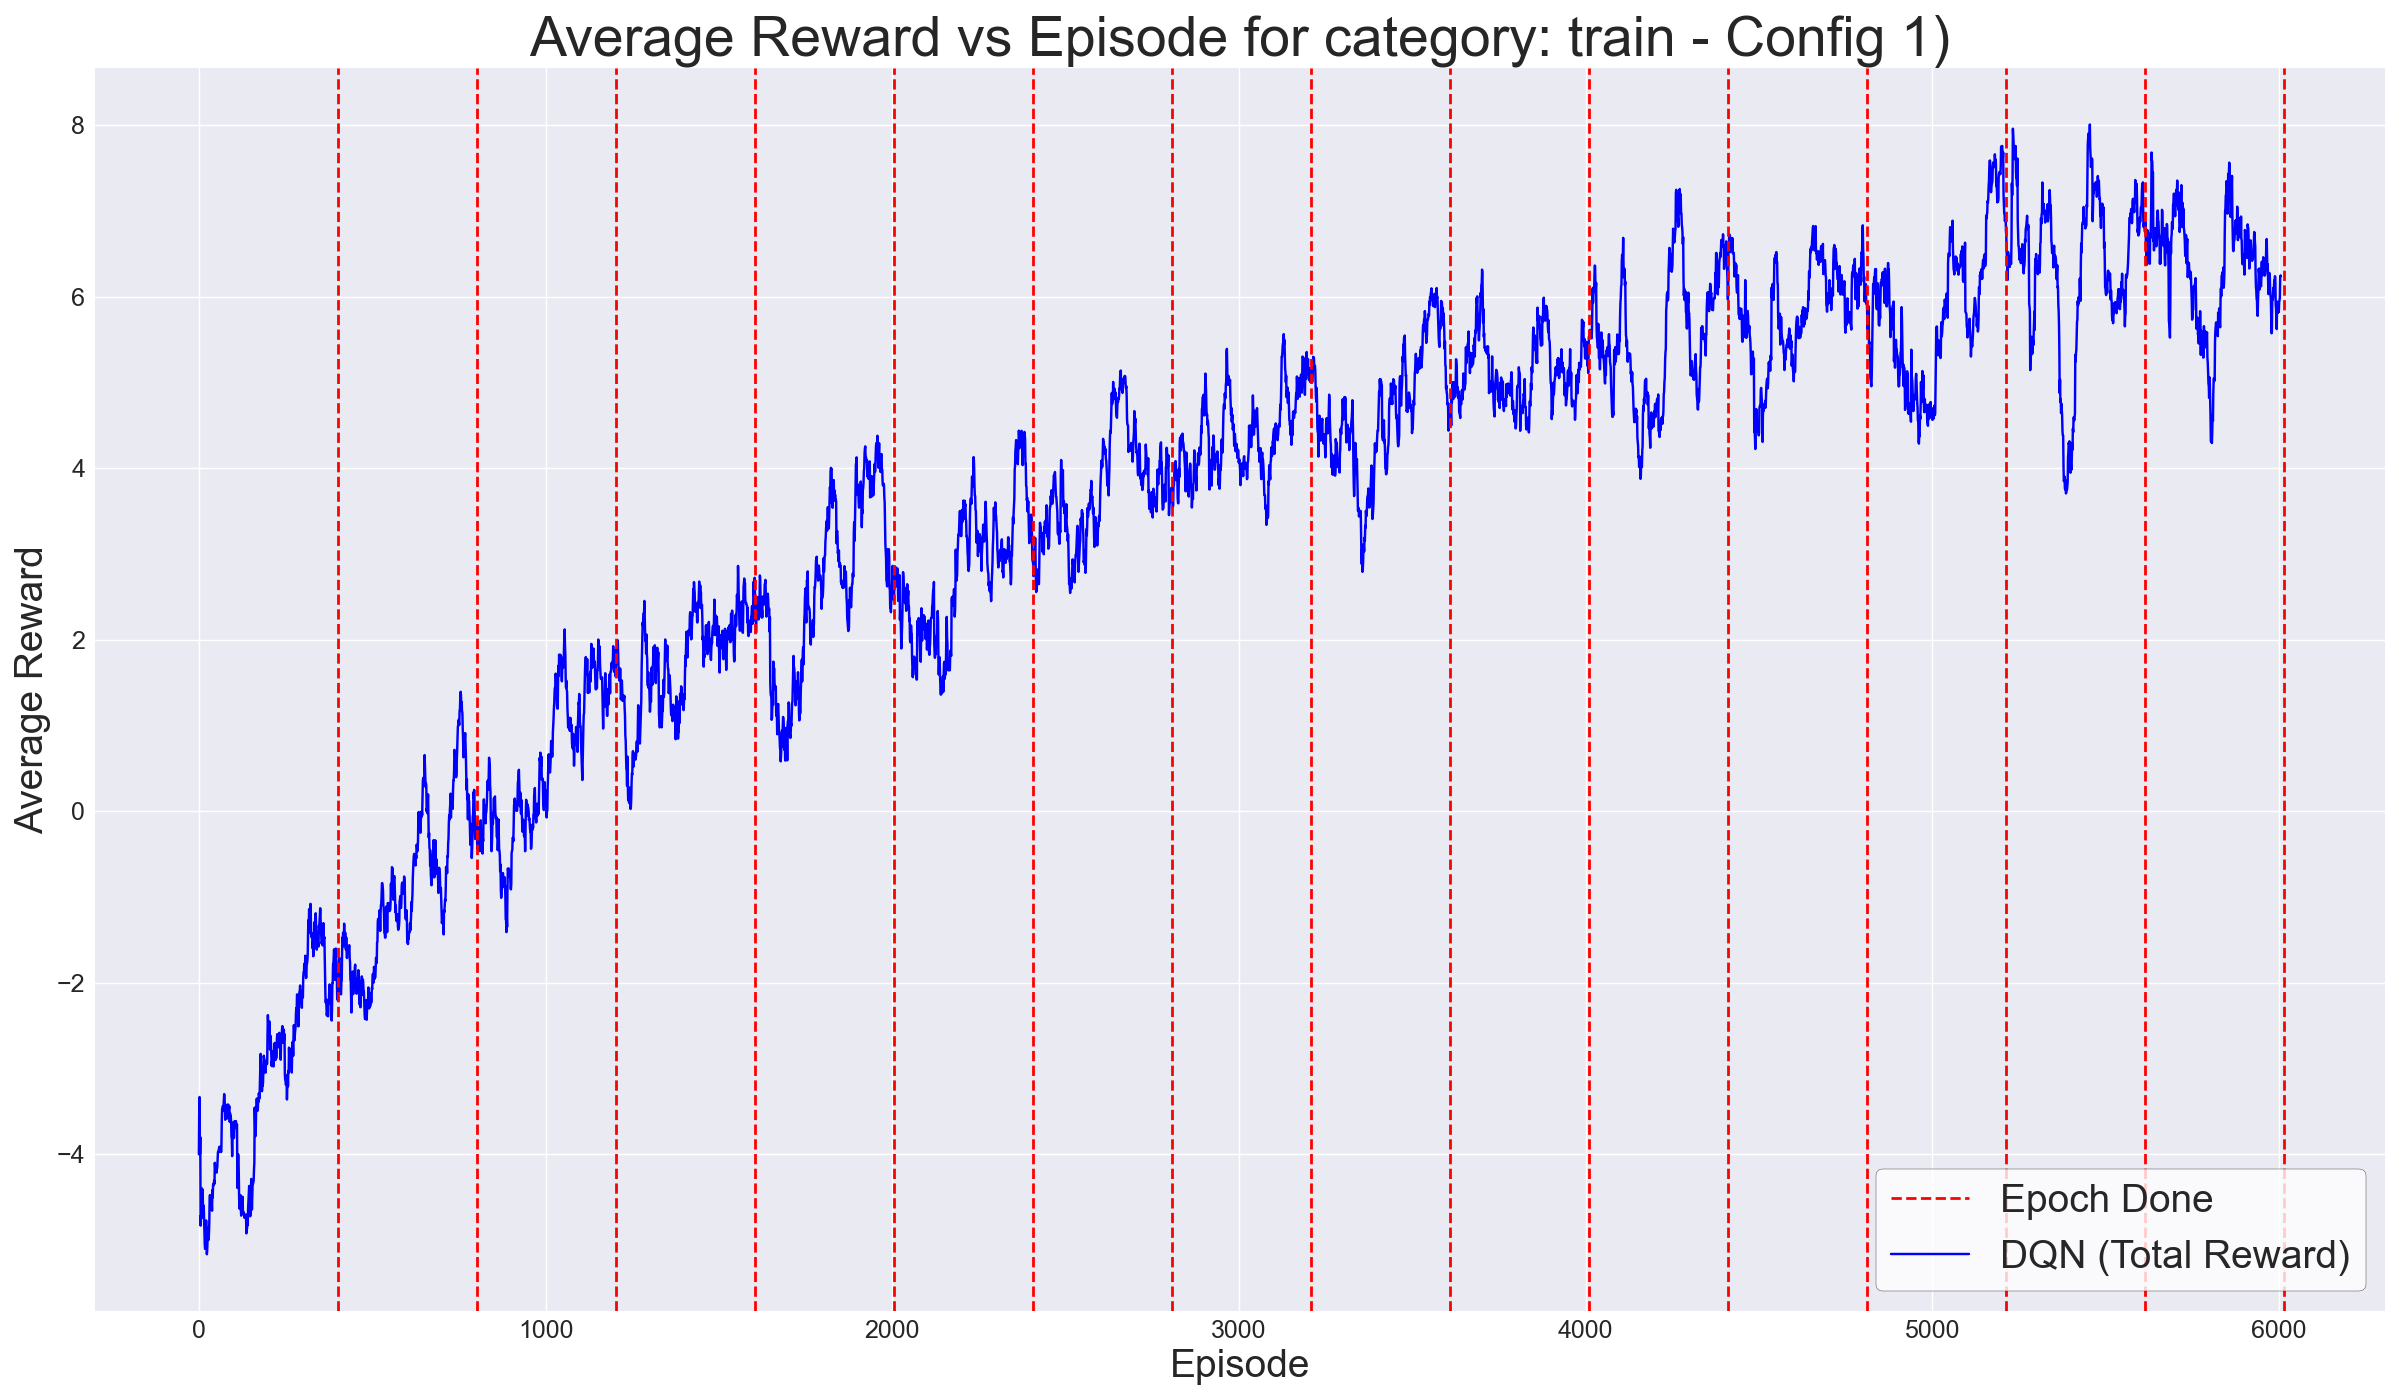 Average Reward vs Episode for category: train - Config 1)
Average Reward
8
6
4
2
0
−2
−4
0 1000 2000 3000 4000 5000 6000
Episode
Epoch Done
DQN (Total Reward)